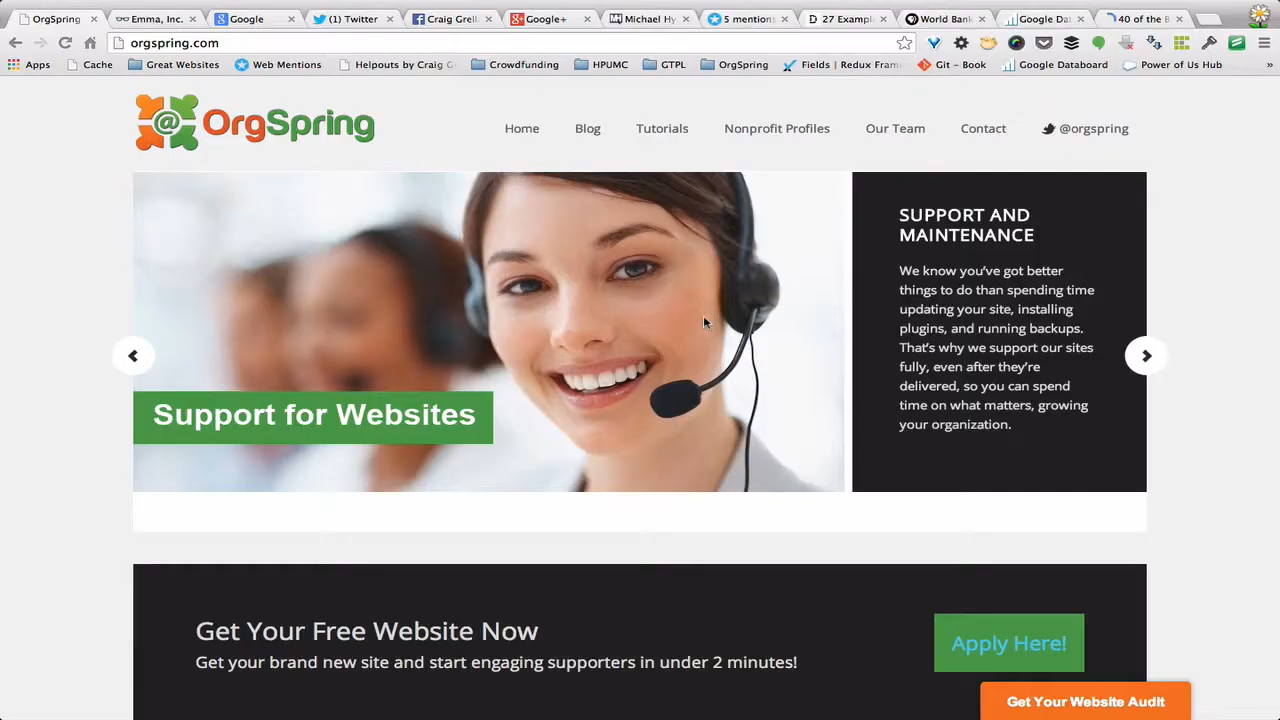 OrgSpring
Emma, Inc.
Google
(1) Twitter
Craig Grell
Google+
Michael Hy
5 mention
27 Exampl
World Bank
Google Da
40 of the B
orgspring.com
Apps
Cache
Great Websites
Web Mentions
Helpouts by Craig G
Crowdfunding
HPUMC
GTPL
OrgSpring
Fields | Redux Fram
Git - Book
Google Databoard
Power of Us Hub
»
@ OrgSpring
Home
Blog
Tutorials
Nonprofit Profiles
Our Team
Contact
@orgspring
Support for Websites
SUPPORT AND
MAINTENANCE
We know you've got better
things to do than spending time
updating your site, installing
plugins, and running backups.
That's why we support our sites
fully, even after they're
delivered, so you can spend
time on what matters, growing
your organization.
Get Your Free Website Now
Get your brand new site and start engaging supporters in under 2 minutes!
Apply Here!
Get Your Website Audit